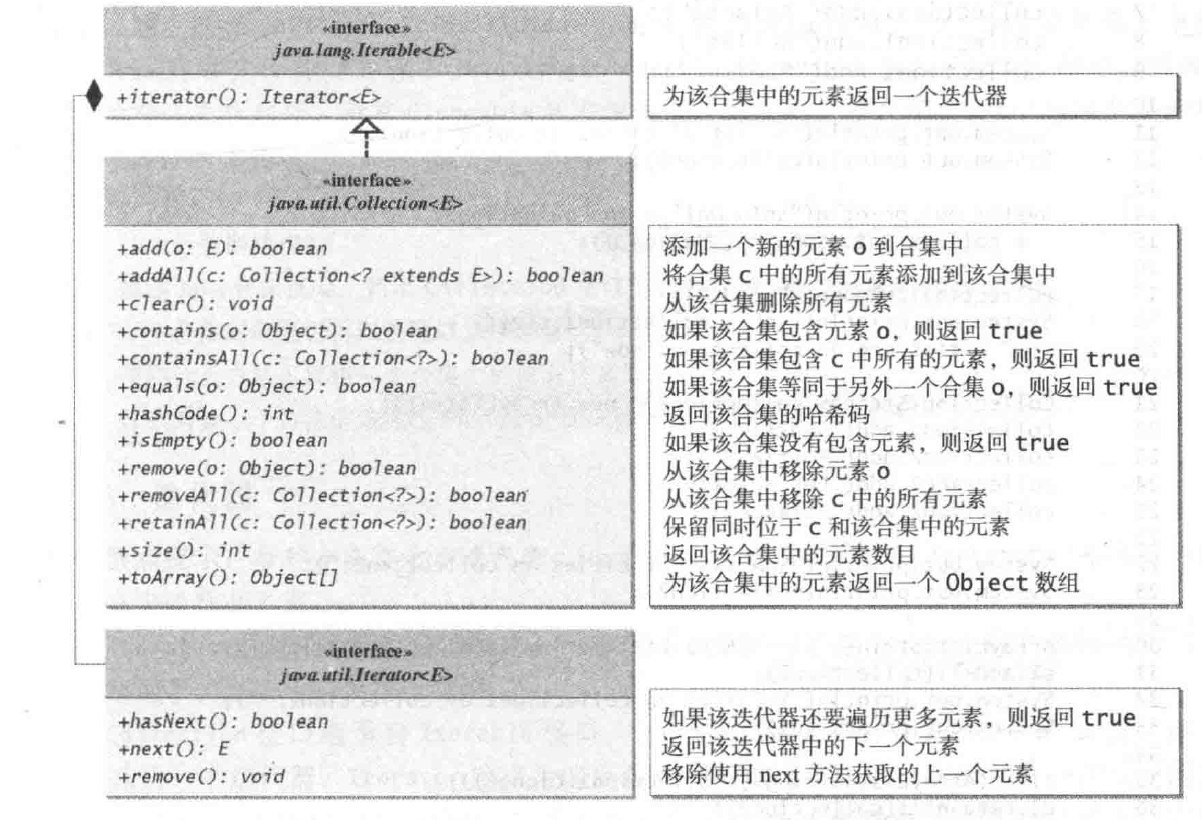 «interface»
java.lang.Iterable<E>
+iterator(): Iterator<E>
为该合集中的元素返回一个迭代器
«interface»
java.util.Collection<E>
+add(o: E): boolean
添加一个新的元素 o 到合集中
+addAll(c: Collection<? extends E>): boolean
将合集 c 中的所有元素添加到该合集中
+clear(): void
从该合集删除所有元素
+contains(o: Object): boolean
如果该合集包含元素 o，则返回 true
+containsAll(c: Collection<?>): boolean
如果该合集包含 c 中所有的元素，则返回 true
+equals(o: Object): boolean
如果该合集等同于另外一个合集 o，则返回 true
+hashCode(): int
返回该合集的哈希码
+isEmpty(): boolean
如果该合集没有包含元素，则返回 true
+remove(o: Object): boolean
从该合集中移除元素 o
+removeAll(c: Collection<?>): boolean
从该合集中移除 c 中的所有元素
+retainAll(c: Collection<?>): boolean
保留同时位于 c 和该合集中的元素
+size(): int
返回该合集中的元素数目
+toArray(): Object[]
为该合集中的元素返回一个 Object 数组
«interface»
java.util.Iterator<E>
+hasNext(): boolean
如果该迭代器还要遍历更多元素，则返回 true
+next(): E
返回该迭代器中的下一个元素
+remove(): void
移除使用 next 方法获取的上一个元素